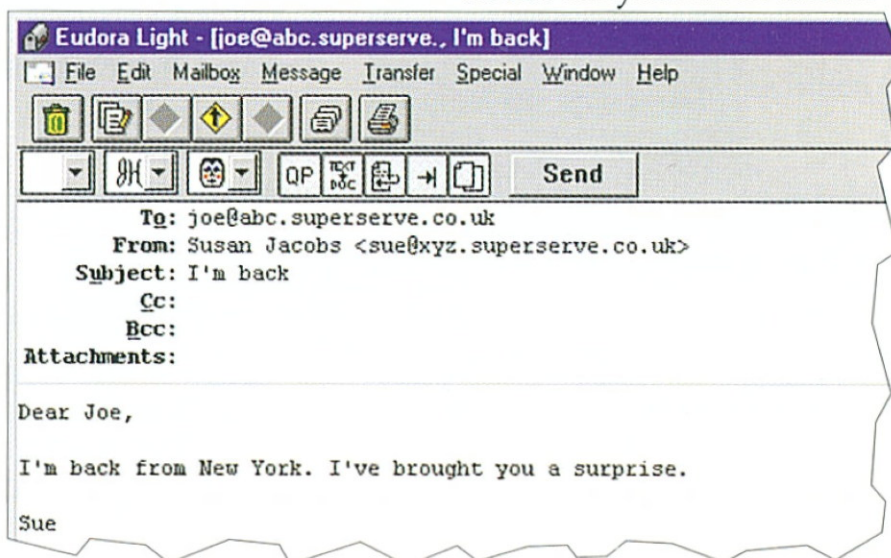 Eudora Light - [joe@abc.superserve., I'm back]
File Edit Mailbox Message Transfer Special Window Help
QP TEXT DOC Send
To: joe@abc.superserve.co.uk
From: Susan Jacobs <sue@xyz.superserve.co.uk>
Subject: I'm back
Cc:
Bcc:
Attachments:
Dear Joe,
I'm back from New York. I've brought you a surprise.
Sue